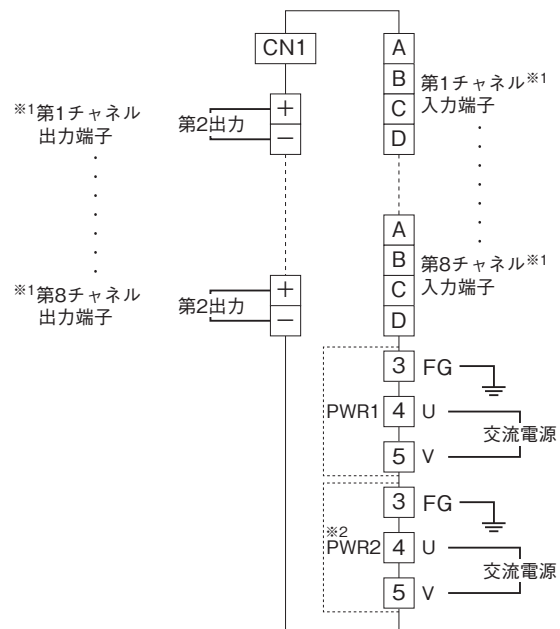 CN1
A
B
C
D
第1チャネル※1
入力端子
※1第1チャネル
出力端子
第2出力
+
−
A
B
C
D
第8チャネル※1
入力端子
※1第8チャネル
出力端子
第2出力
+
−
PWR1
3 FG
4 U
5 V
交流電源
※2
PWR2
3 FG
4 U
5 V
交流電源